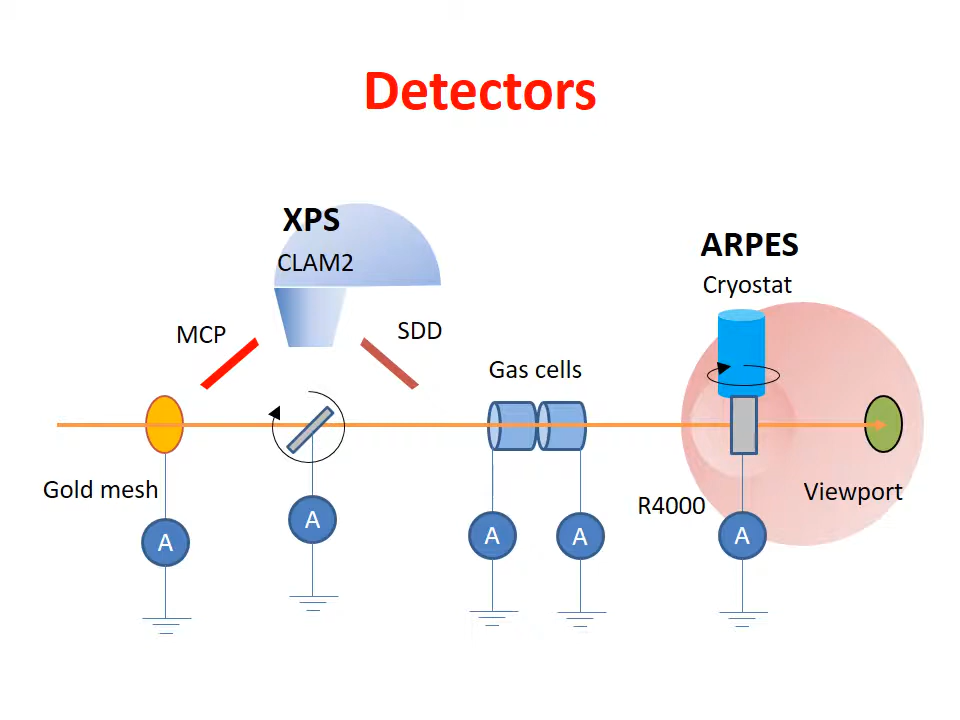 Detectors
XPS
CLAM2
ARPES
Cryostat
MCP
SDD
Gas cells
Gold mesh
R4000
Viewport
A
A
A
A
A